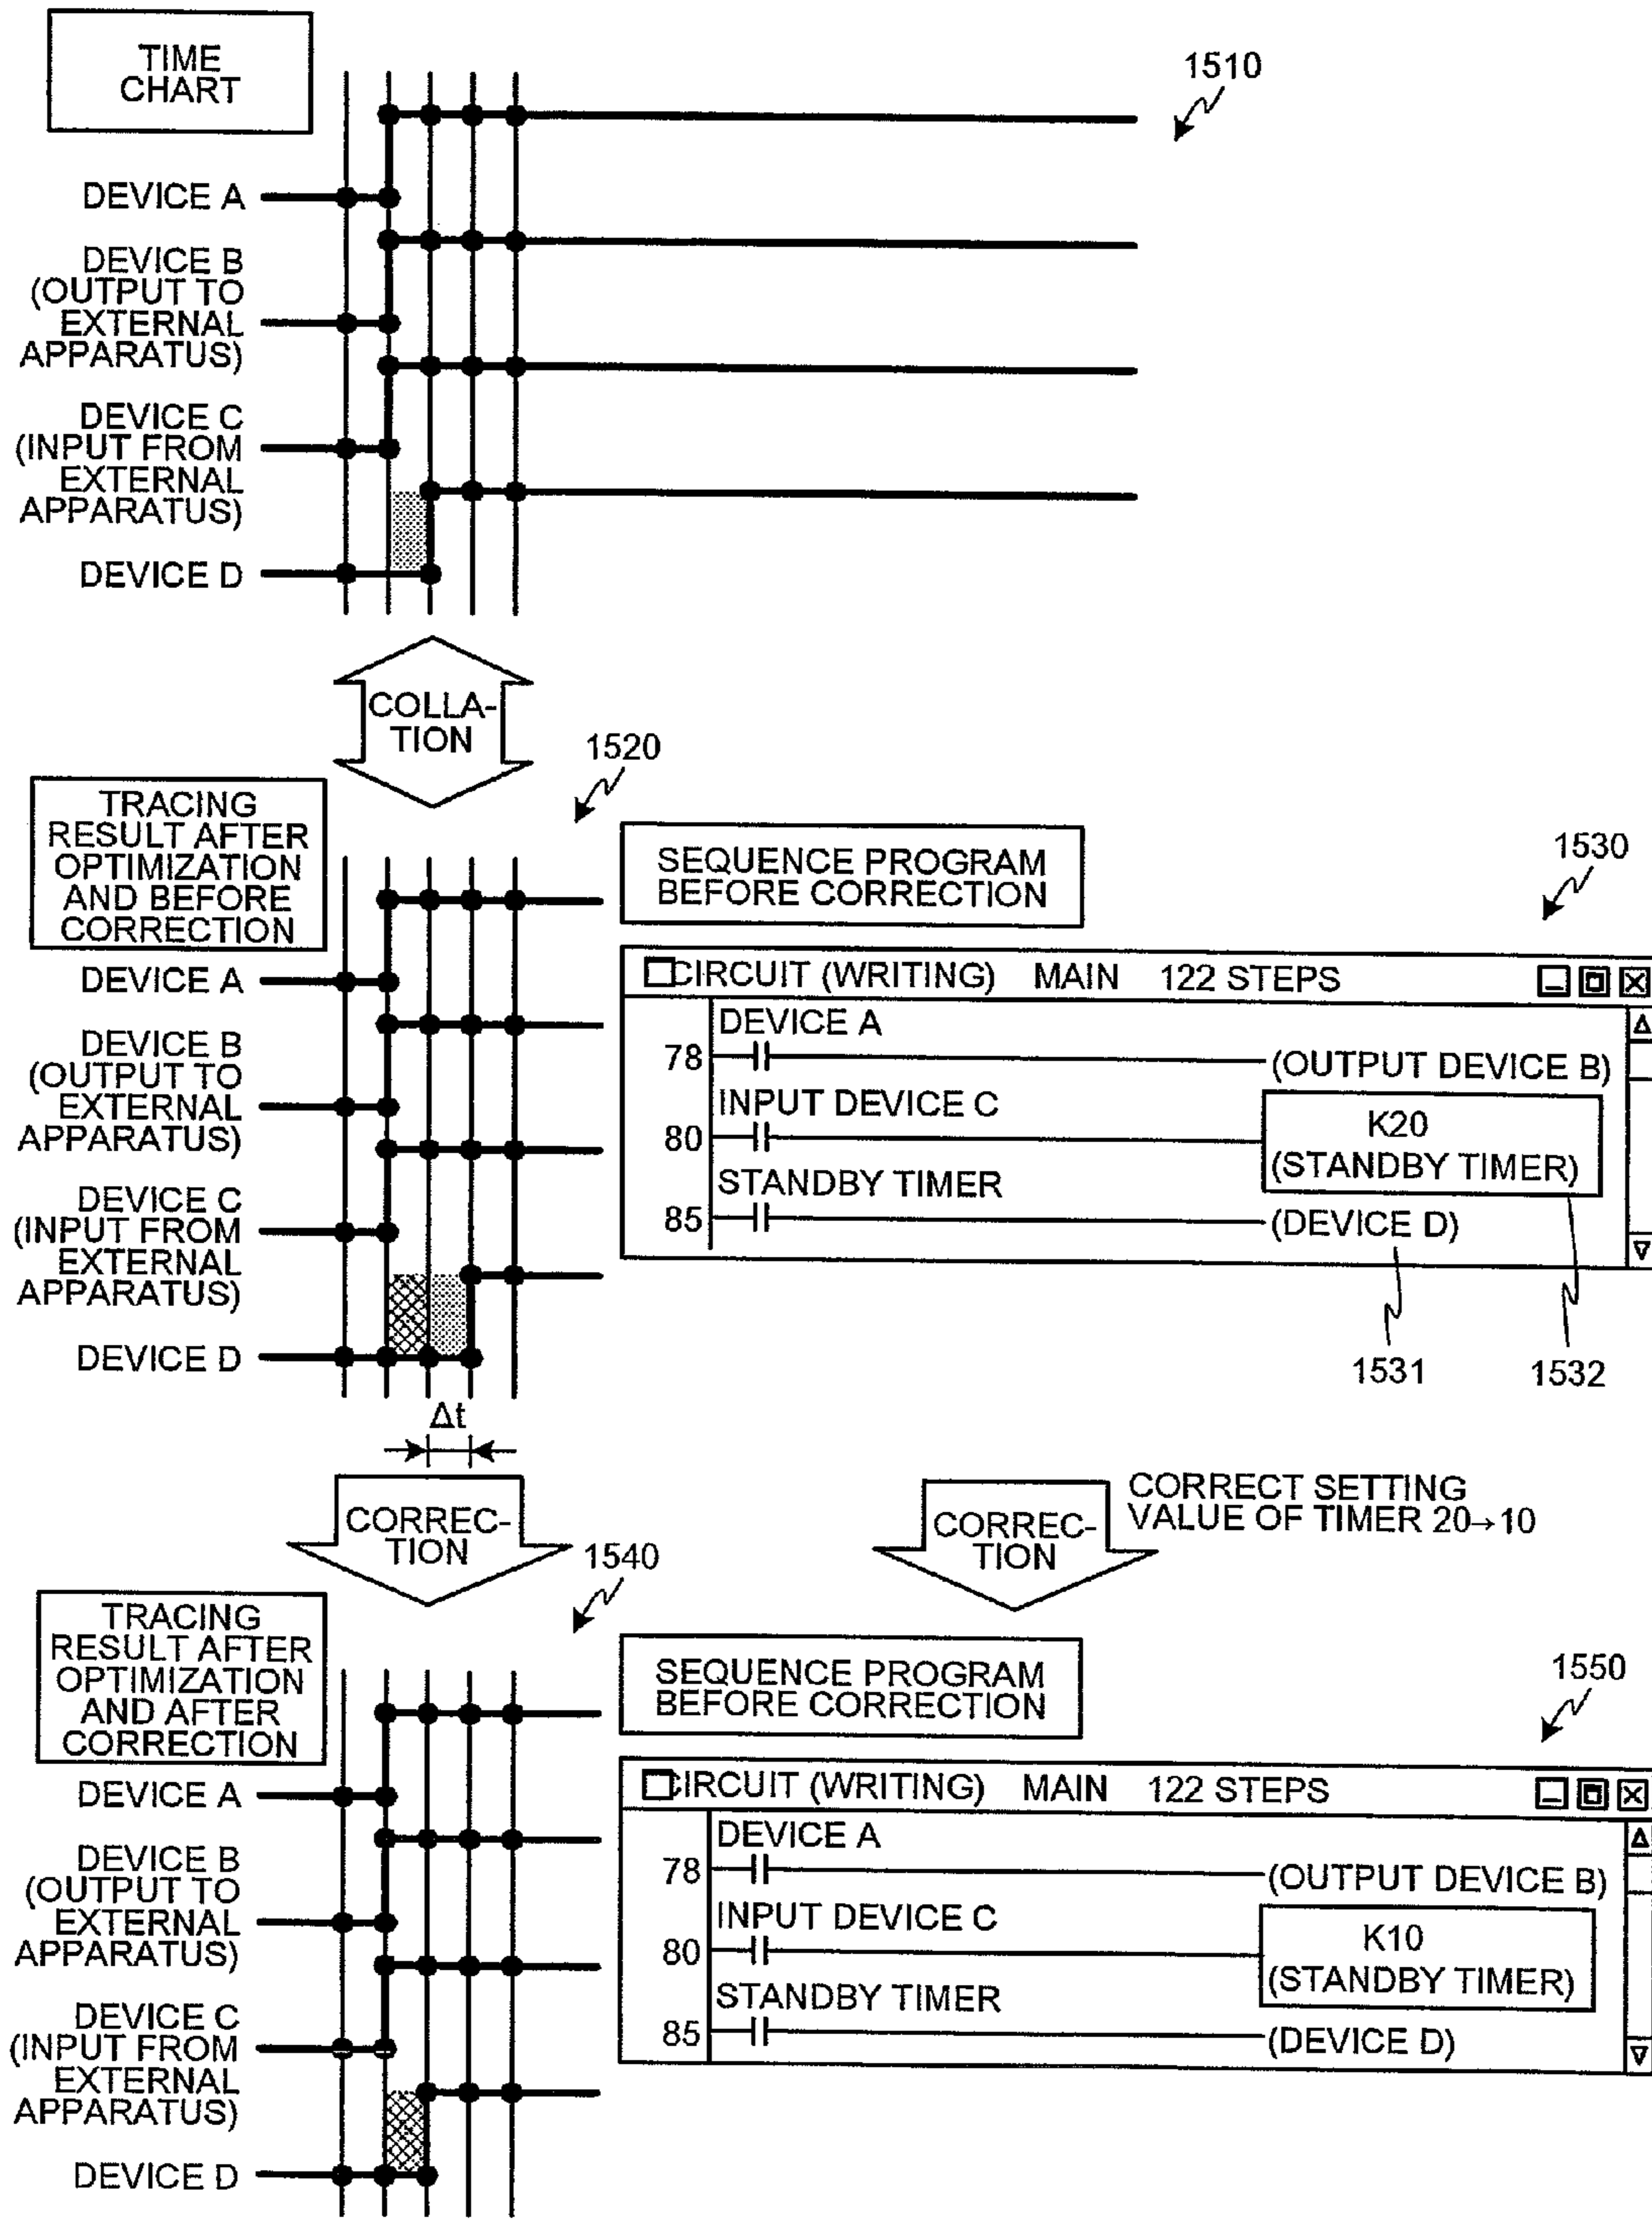 TIME
CHART
1510
DEVICE A
DEVICE B
(OUTPUT TO
EXTERNAL
APPARATUS)
DEVICE C
(INPUT FROM
EXTERNAL
APPARATUS)
DEVICE D
COLLA-
TION
1520
TRACING
RESULT AFTER
OPTIMIZATION
AND BEFORE
CORRECTION
SEQUENCE PROGRAM
BEFORE CORRECTION
1530
DEVICE A
DEVICE B
(OUTPUT TO
EXTERNAL
APPARATUS)
DEVICE C
(INPUT FROM
EXTERNAL
APPARATUS)
DEVICE D
Δt
CIRCUIT (WRITING) MAIN 122 STEPS
DEVICE A
78 (OUTPUT DEVICE B)
INPUT DEVICE C
80 K20
(STANDBY TIMER)
STANDBY TIMER
85 (DEVICE D)
1531
1532
CORREC-
TION
CORREC-
TION
CORRECT SETTING
VALUE OF TIMER 20→10
1540
TRACING
RESULT AFTER
OPTIMIZATION
AND AFTER
CORRECTION
SEQUENCE PROGRAM
BEFORE CORRECTION
1550
DEVICE A
DEVICE B
(OUTPUT TO
EXTERNAL
APPARATUS)
DEVICE C
(INPUT FROM
EXTERNAL
APPARATUS)
DEVICE D
CIRCUIT (WRITING) MAIN 122 STEPS
DEVICE A
78 (OUTPUT DEVICE B)
INPUT DEVICE C
80 K10
(STANDBY TIMER)
STANDBY TIMER
85 (DEVICE D)